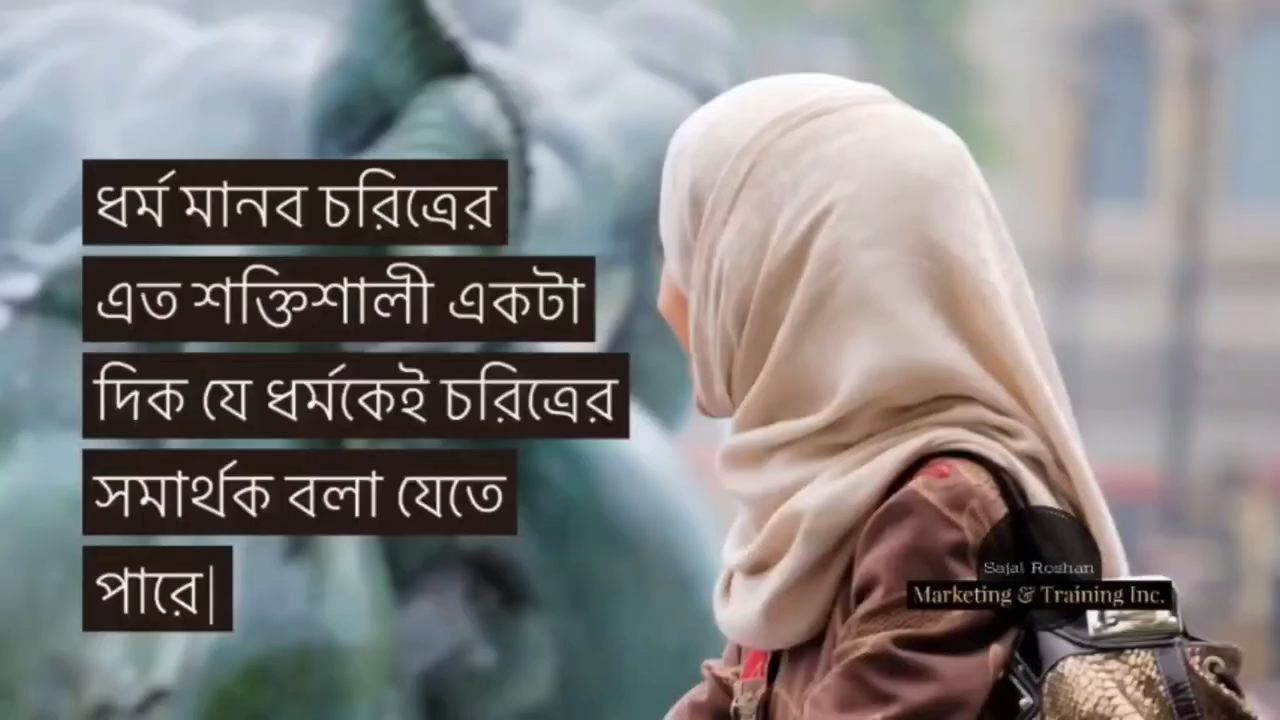 ধর্ম মানব চরিত্রের
এত শক্তিশালী একটা
দিক যে ধর্মকেই চরিত্রের
সমার্থক বলা যেতে
পারে|
Sajal Roshan
Marketing & Training Inc.